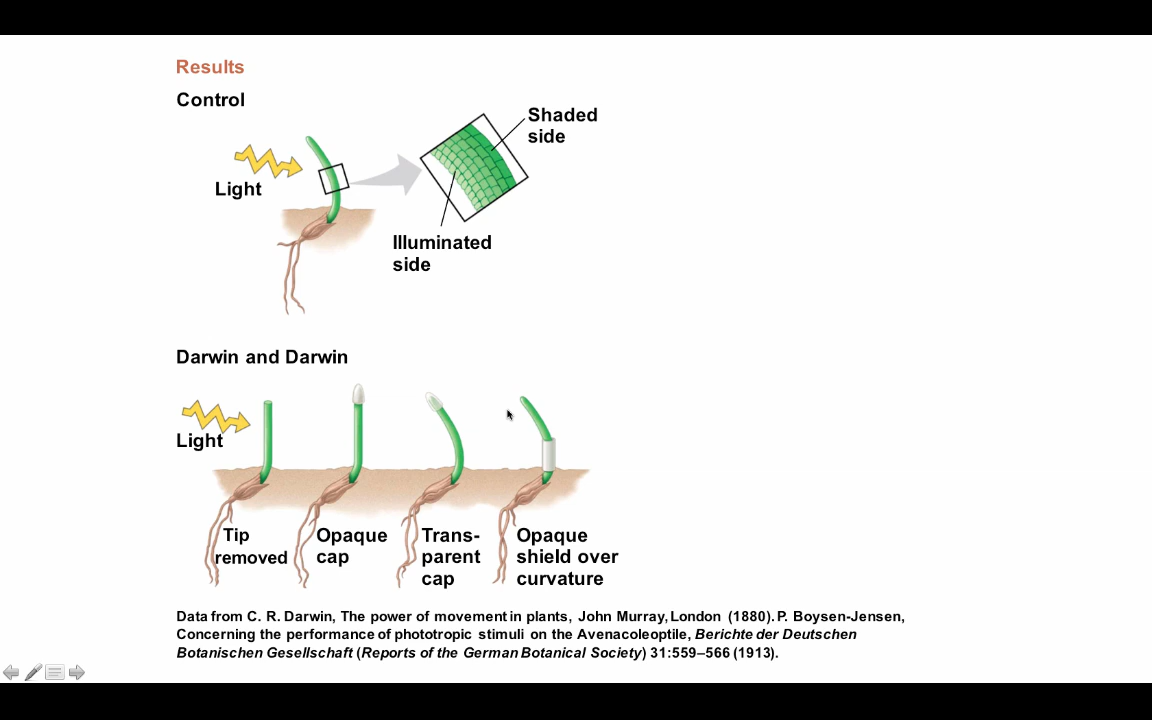 Results
Control
Shaded
side
Light
Illuminated
side
Darwin and Darwin
Light
Tip
removed
Opaque
cap
Trans-
parent
cap
Opaque
shield over
curvature
Data from C. R. Darwin, The power of movement in plants, John Murray, London (1880). P. Boysen-Jensen,
Concerning the performance of phototropic stimuli on the Avenacoleoptile, Berichte der Deutschen
Botanischen Gesellschaft (Reports of the German Botanical Society) 31:559–566 (1913).